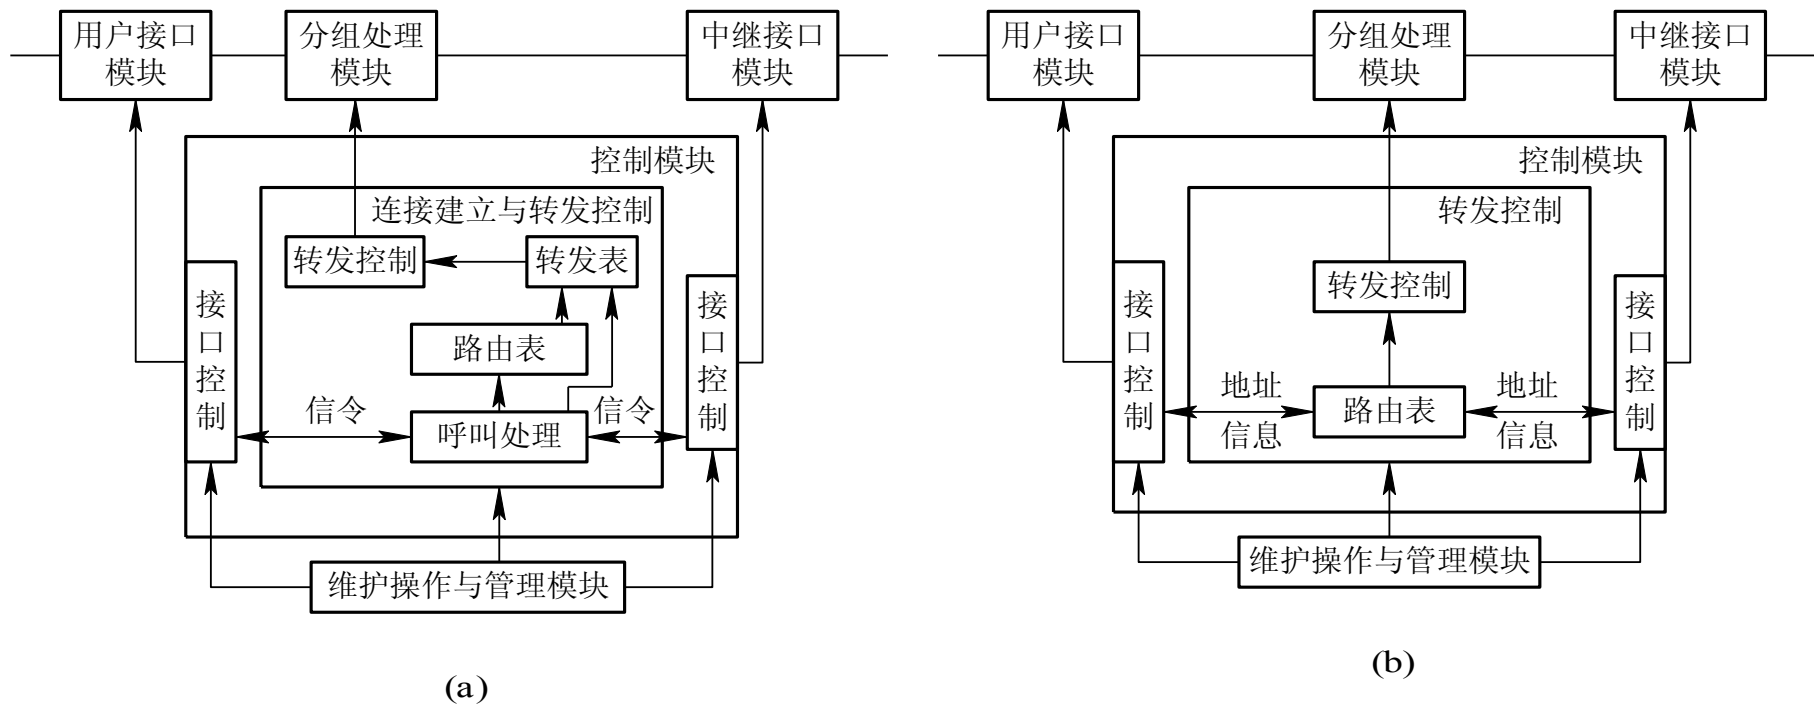 用户接口
模块
分组处理
模块
中继接口
模块
控制模块
连接建立与转发控制
转发控制
转发表
接
口
控
制
路由表
接
口
控
制
信令
呼叫处理
信令
维护操作与管理模块
(a)
用户接口
模块
分组处理
模块
中继接口
模块
控制模块
转发控制
转发控制
接
口
控
制
地址
信息
路由表
地址
信息
接
口
控
制
维护操作与管理模块
(b)